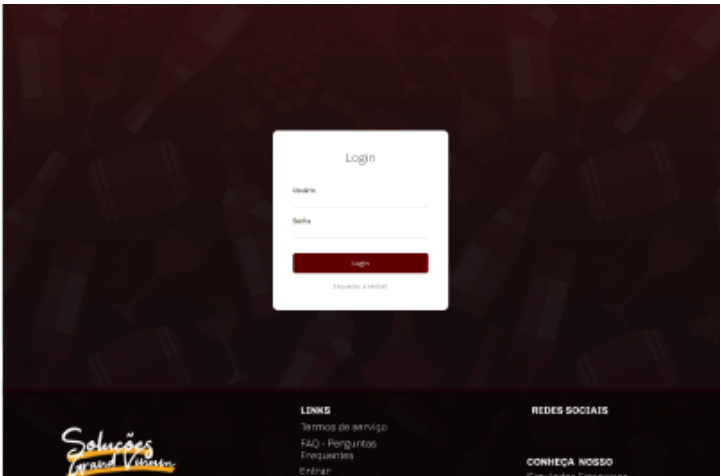 Login
Usuário
Senha
Login
Esqueceu a senha?
Soluções
Grand Vinum
LINKS
Termos de serviço
FAQ - Perguntas
Frequentes
Entrar
REDES SOCIAIS
CONHEÇA NOSSO